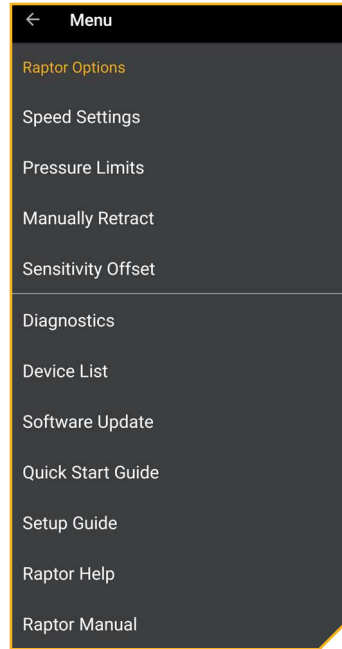 Menu
Raptor Options
Speed Settings
Pressure Limits
Manually Retract
Sensitivity Offset
Diagnostics
Device List
Software Update
Quick Start Guide
Setup Guide
Raptor Help
Raptor Manual